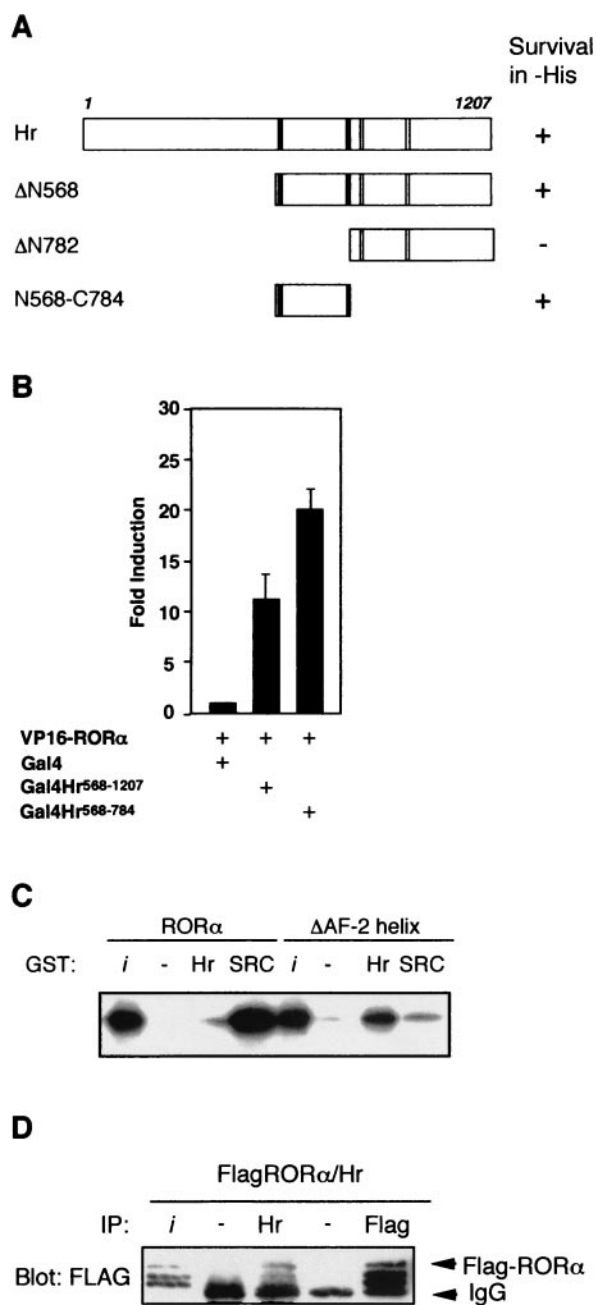 A
Survival
in -His
1 1207
Hr +
ΔN568 +
ΔN782 -
N568-C784 +
B
30
25
20
15
10
5
0
Fold Induction
VP16-RORα + + +
Gal4 +
Gal4Hr568-1207 +
Gal4Hr568-784 +
C
RORα ΔAF-2 helix
GST: i - Hr SRC i - Hr SRC
D
FlagRORα/Hr
IP: i - Hr - Flag
Blot: FLAG
Flag-RORα
IgG